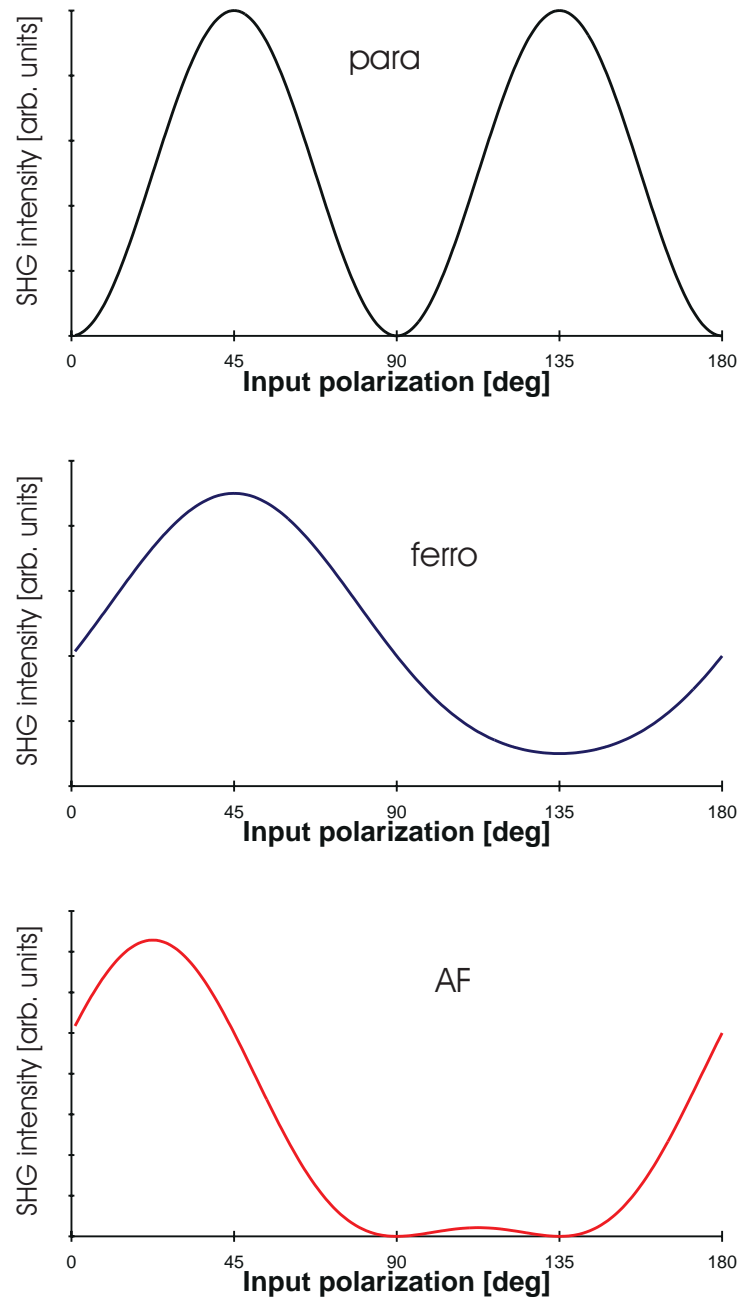 SHG intensity [arb. units]
para
0 45 90 135 180
Input polarization [deg]
SHG intensity [arb. units]
ferro
0 45 90 135 180
Input polarization [deg]
SHG intensity [arb. units]
AF
0 45 90 135 180
Input polarization [deg]